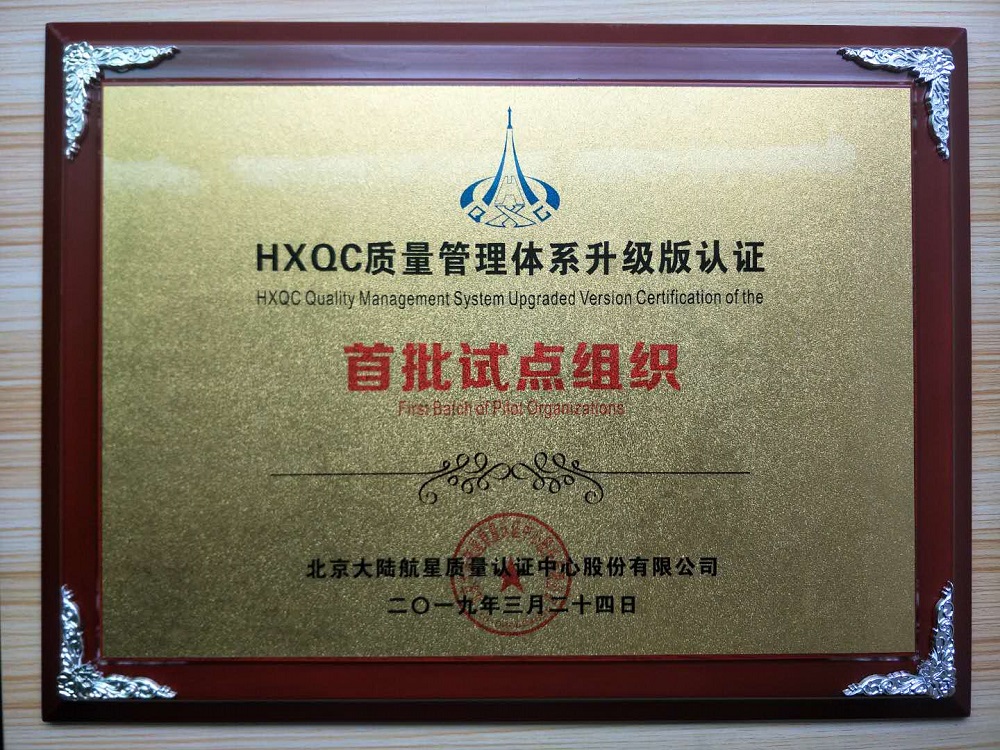 QXC
HXQC质量管理体系升级版认证
HXQC Quality Management System Upgraded Version Certification of the
首批试点组织
First Batch of Pilot Organizations
北京大陆航星质量认证中心股份有限公司
二〇一九年三月二十四日